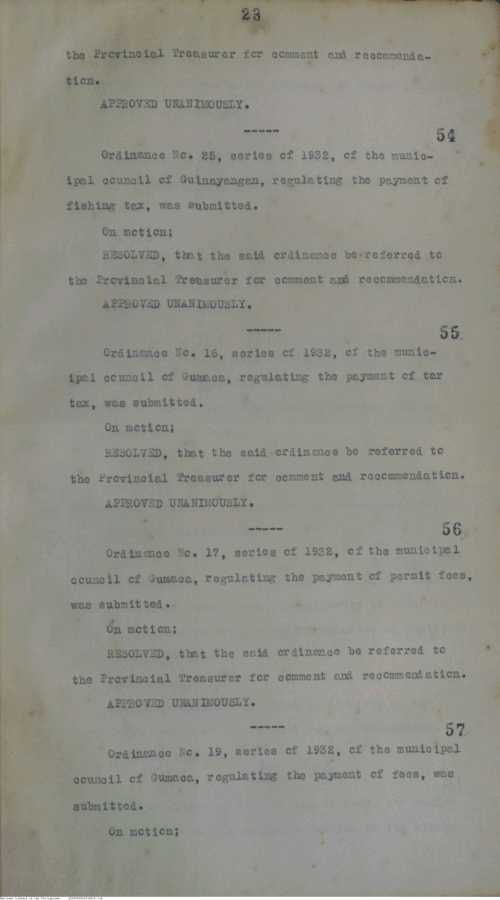 23
the Provincial Treasurer for comment and recommenda-
tion.
APPROVED UNANIMOUSLY.
-----
54
Ordinance No. 25, series of 1932, of the munic-
ipal council of Guinayangan, regulating the payment of
fishing tax, was submitted.
On motion;
RESOLVED, that the said ordinance be referred to
the Provincial Treasurer for comment and recommendation.
APPROVED UNANIMOUSLY.
-----
55
Ordinance No. 16, series of 1932, of the munic-
ipal council of Gumaca, regulating the payment of tar
tax, was submitted.
On motion;
RESOLVED, that the said ordinance be referred to
the Provincial Treasurer for comment and recommendation.
APPROVED UNANIMOUSLY.
-----
56
Ordinance No. 17, series of 1932, of the municipal
council of Gumaca, regulating the payment of permit fees,
was submitted.
On motion;
RESOLVED, that the said ordinance be referred to
the Provincial Treasurer for comment and recommendation.
APPROVED UNANIMOUSLY.
-----
57
Ordinance No. 19, series of 1932, of the municipal
council of Gumaca, regulating the payment of fees, was
submitted.
On motion;